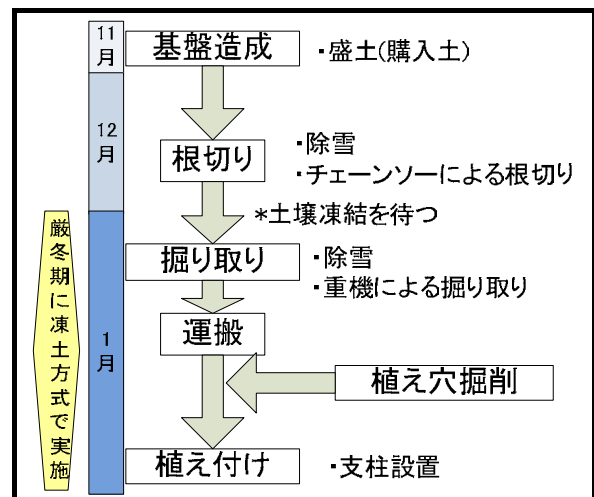 11月
基盤造成
・盛土(購入土)
12月
根切り
・除雪
・チェーンソーによる根切り
*土壌凍結を待つ
厳冬期に凍土方式で実施
1月
掘り取り
・除雪
・重機による掘り取り
運搬
植え穴掘削
植え付け
・支柱設置